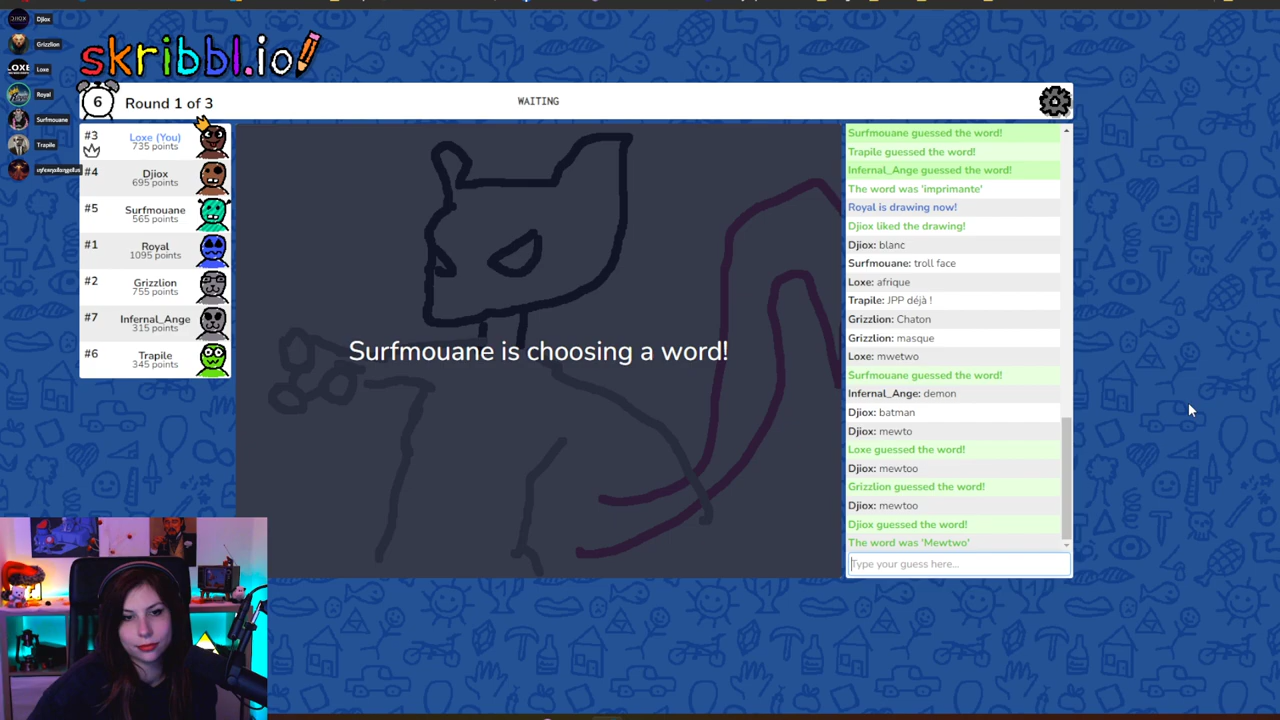 Djiox
Grizzlion
Loxe
Royal
Surfmouane
Trapile
skribbl.io
6
Round 1 of 3
WAITING
#3
Loxe (You)
735 points
#4
Djiox
695 points
#5
Surfmouane
565 points
#1
Royal
1095 points
#2
Grizzlion
755 points
#7
Infernal_Ange
315 points
#6
Trapile
345 points
Surfmouane is choosing a word!
Surfmouane guessed the word!
Trapile guessed the word!
Infernal_Ange guessed the word!
The word was 'imprimante'
Royal is drawing now!
Djiox liked the drawing!
Djiox: blanc
Surfmouane: troll face
Loxe: afrique
Trapile: JPP déjà !
Grizzlion: Chaton
Grizzlion: masque
Loxe: mwetwo
Surfmouane guessed the word!
Infernal_Ange: demon
Djiox: batman
Djiox: mewto
Loxe guessed the word!
Djiox: mewtoo
Grizzlion guessed the word!
Djiox: mewtoo
Djiox guessed the word!
The word was 'Mewtwo'
Type your guess here...